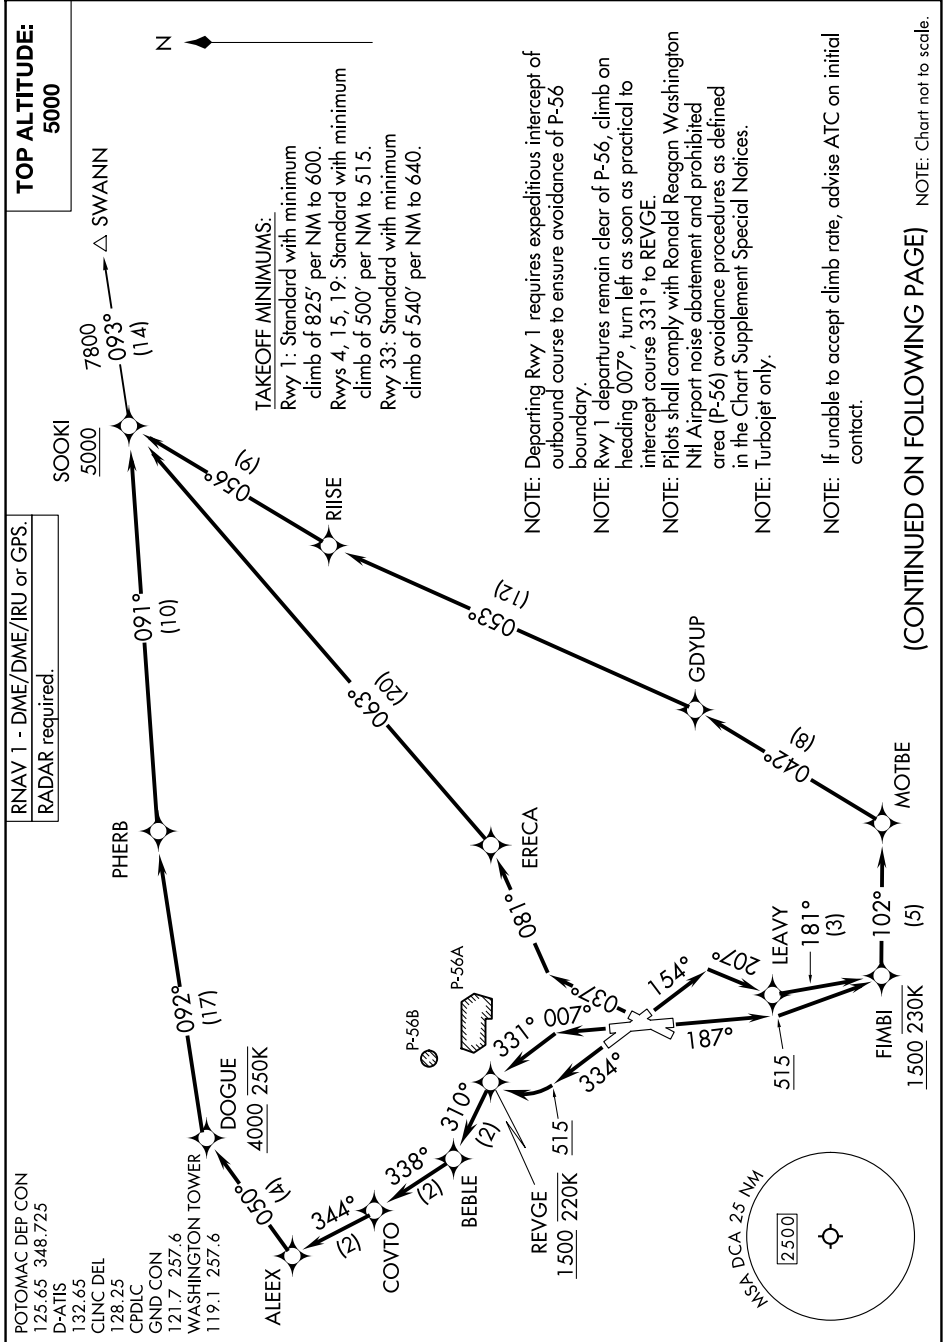 POTOMAC DEP CON
125.65 348.725
D-ATIS
132.65
CLNC DEL
128.25
CPDLC
GND CON
121.7 257.6
WASHINGTON TOWER
119.1 257.6
RNAV 1 - DME/DME/IRU or GPS.
RADAR required.
TOP ALTITUDE:
5000
N
SOOKI
5000
7800
093°
(14)
SWANN
PHERB
091°
(10)
092°
(17)
DOGUE
4000 250K
050°
(4)
ALEEX
344°
(2)
COVTO
338°
(2)
BEBLE
310°
(2)
REVGE
1500 220K
331°
515
334°
007°
037°
P-56B
P-56A
081°
ERECA
063°
(20)
RIISE
056°
(9)
053°
(12)
GDYUP
042°
(8)
MOTBE
102°
(5)
154°
207°
LEAVY
181°
(3)
187°
515
FIMBI
1500 230K
MSA DCA 25 NM
2500
TAKEOFF MINIMUMS:
Rwy 1: Standard with minimum
climb of 825' per NM to 600.
Rwys 4, 15, 19: Standard with minimum
climb of 500' per NM to 515.
Rwy 33: Standard with minimum
climb of 540' per NM to 640.
NOTE: Departing Rwy 1 requires expeditious intercept of
outbound course to ensure avoidance of P-56
boundary.
NOTE: Rwy 1 departures remain clear of P-56, climb on
heading 007°, turn left as soon as practical to
intercept course 331° to REVGE.
NOTE: Pilots shall comply with Ronald Reagan Washington
Ntl Airport noise abatement and prohibited
area (P-56) avoidance procedures as defined
in the Chart Supplement Special Notices.
NOTE: Turbojet only.
NOTE: If unable to accept climb rate, advise ATC on initial
contact.
(CONTINUED ON FOLLOWING PAGE)
NOTE: Chart not to scale.